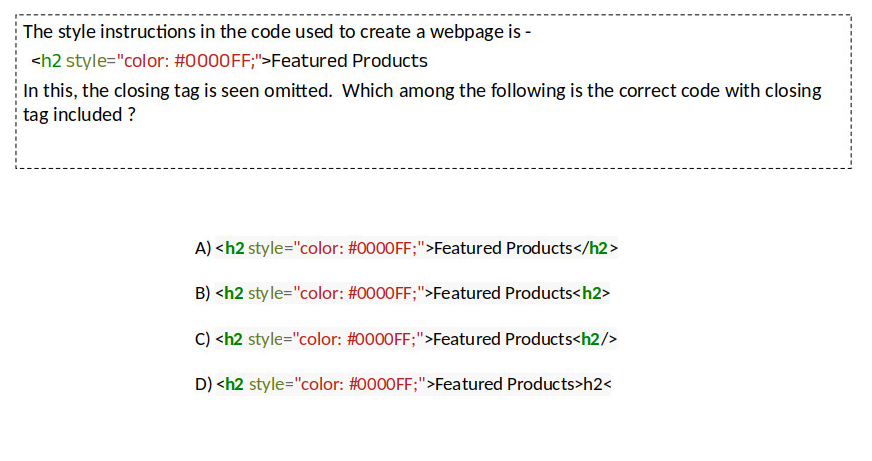 The style instructions in the code used to create a webpage is -
<h2 style="color: #0000FF;">Featured Products
In this, the closing tag is seen omitted.  Which among the following is the correct code with closing
tag included ?
A) <h2 style="color: #0000FF;">Featured Products</h2>
B) <h2 style="color: #0000FF;">Featured Products<h2>
C) <h2 style="color: #0000FF;">Featured Products<h2/>
D) <h2 style="color: #0000FF;">Featured Products>h2<